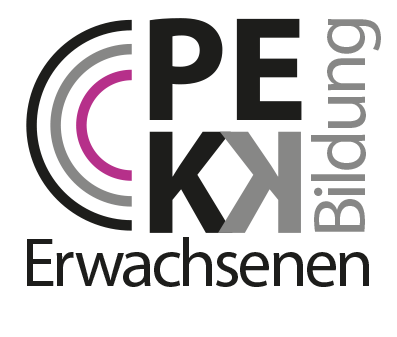 PE
KK
Erwachsenen
Bildung